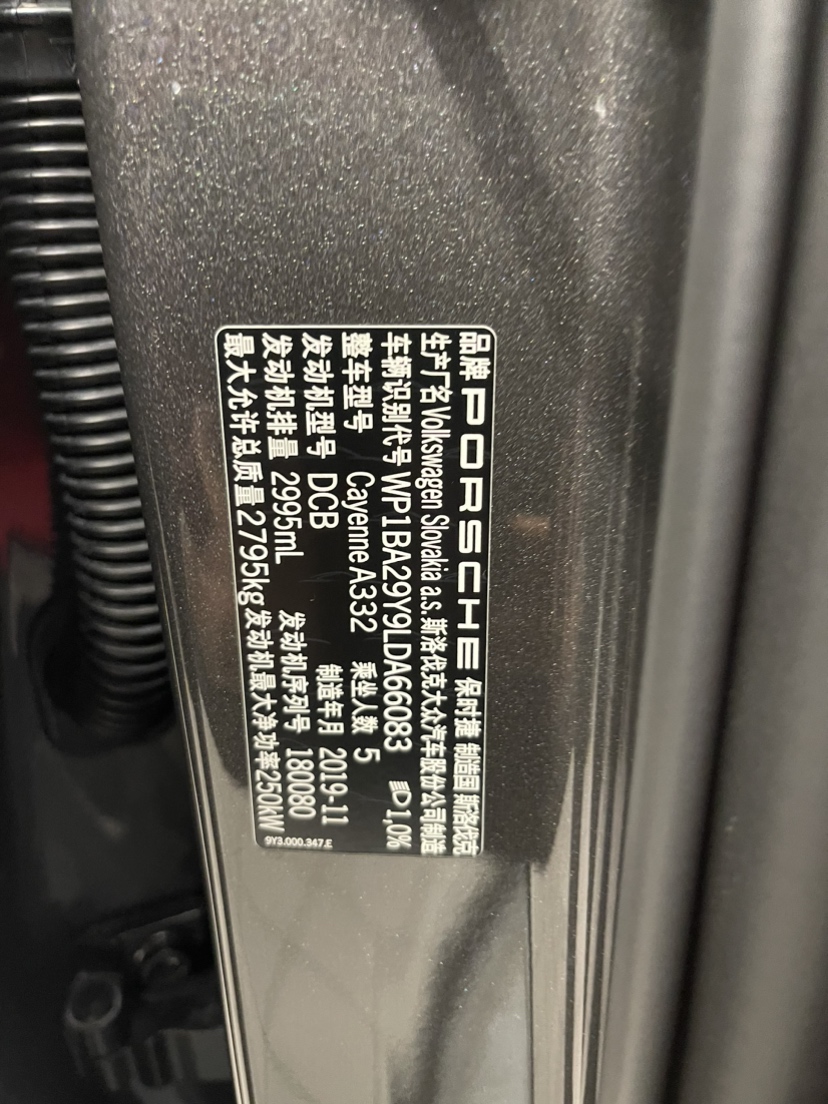 品牌 PORSCHE 保时捷 制造国 斯洛伐克
生产厂名 Volkswagen Slovakia a.s. 斯洛伐克大众汽车股份公司制造
车辆识别代号 WP1BA29Y9LDA66083 1,0%
整车型号 Cayenne A332 乘坐人数 5
发动机型号 DCB 制造年月 2019-11
发动机排量 2995mL 发动机序列号 180080
最大允许总质量 2795kg 发动机最大净功率 250kW
9Y3.000.347.E